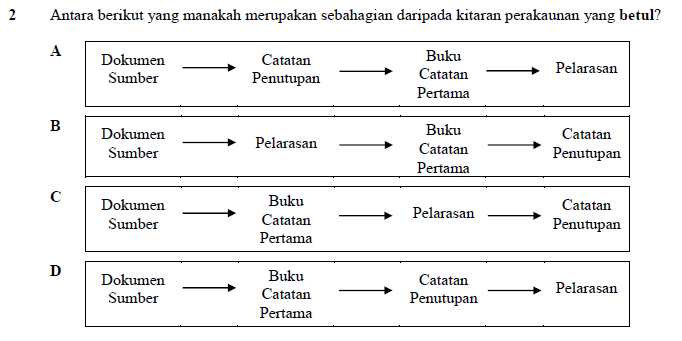 2 Antara berikut yang manakah merupakan sebahagian daripada kitaran perakaunan yang betul?
A
Dokumen
Sumber
Catatan
Penutupan
Buku
Catatan
Pertama
Pelarasan
B
Dokumen
Sumber
Pelarasan
Buku
Catatan
Pertama
Catatan
Penutupan
C
Dokumen
Sumber
Buku
Catatan
Pertama
Pelarasan
Catatan
Penutupan
D
Dokumen
Sumber
Buku
Catatan
Pertama
Catatan
Penutupan
Pelarasan